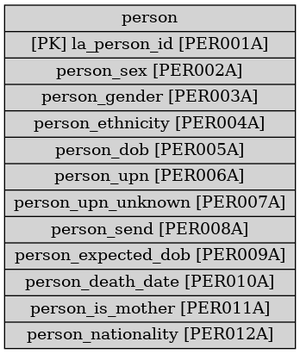 person
[PK] la_person_id [PER001A]
person_sex [PER002A]
person_gender [PER003A]
person_ethnicity [PER004A]
person_dob [PER005A]
person_upn [PER006A]
person_upn_unknown [PER007A]
person_send [PER008A]
person_expected_dob [PER009A]
person_death_date [PER010A]
person_is_mother [PER011A]
person_nationality [PER012A]